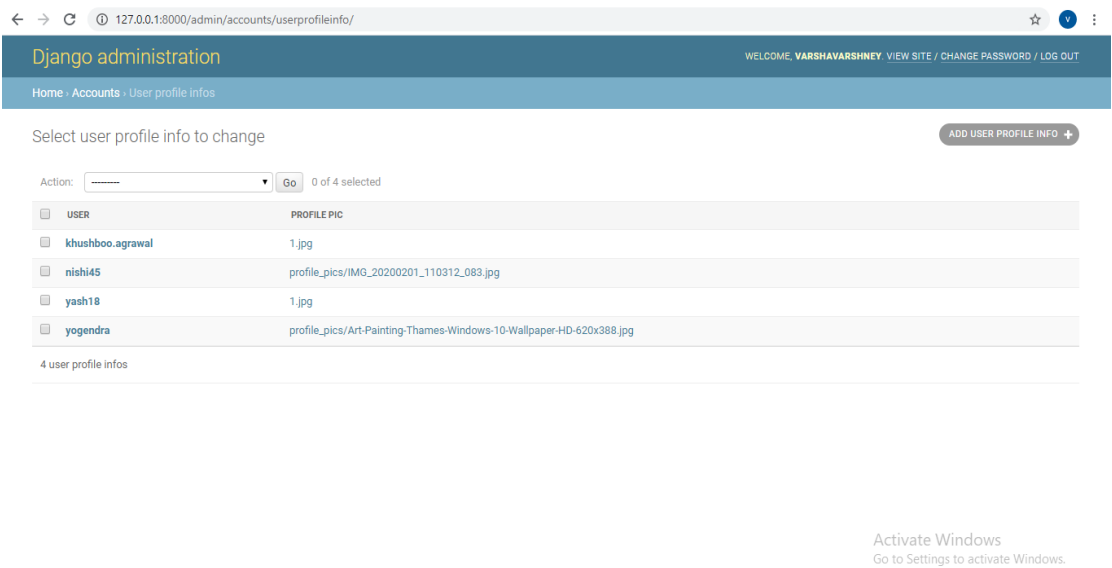 127.0.0.1:8000/admin/accounts/userprofileinfo/
V
Django administration
WELCOME, VARSHAVARSHNEY. VIEW SITE / CHANGE PASSWORD / LOG OUT
Home › Accounts › User profile infos
Select user profile info to change
ADD USER PROFILE INFO +
Action: --------- Go 0 of 4 selected
USER PROFILE PIC
khushboo.agrawal 1.jpg
nishi45 profile_pics/IMG_20200201_110312_083.jpg
yash18 1.jpg
yogendra profile_pics/Art-Painting-Thames-Windows-10-Wallpaper-HD-620x388.jpg
4 user profile infos
Activate Windows
Go to Settings to activate Windows.